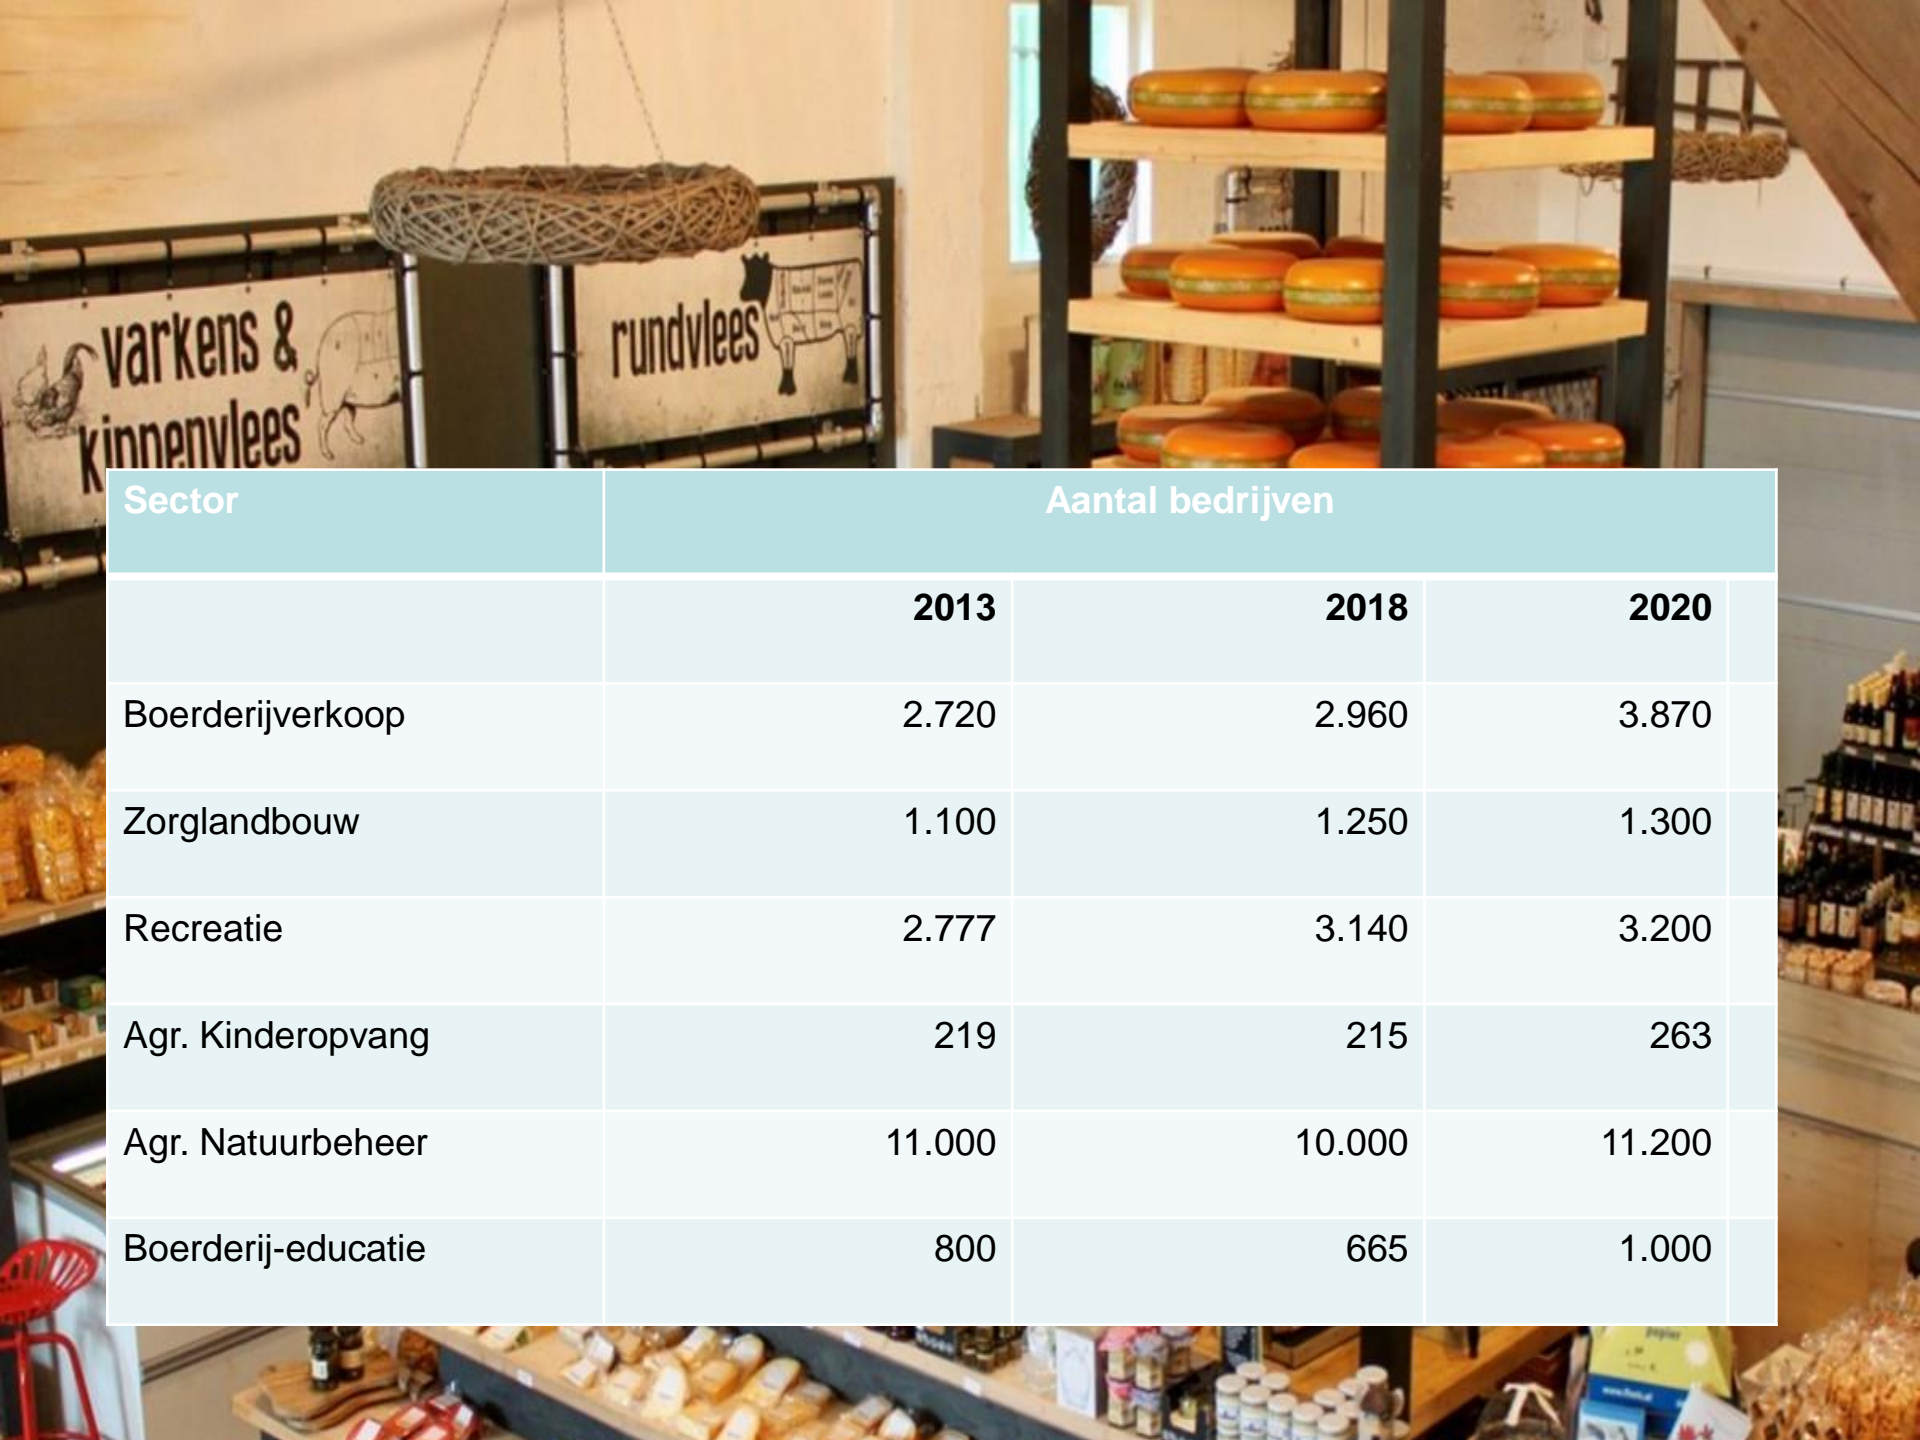 varkens &
kippenvlees
rundvlees
Sector Aantal bedrijven
2013 2018 2020
Boerderijverkoop 2.720 2.960 3.870
Zorglandbouw 1.100 1.250 1.300
Recreatie 2.777 3.140 3.200
Agr. Kinderopvang 219 215 263
Agr. Natuurbeheer 11.000 10.000 11.200
Boerderij-educatie 800 665 1.000
papier